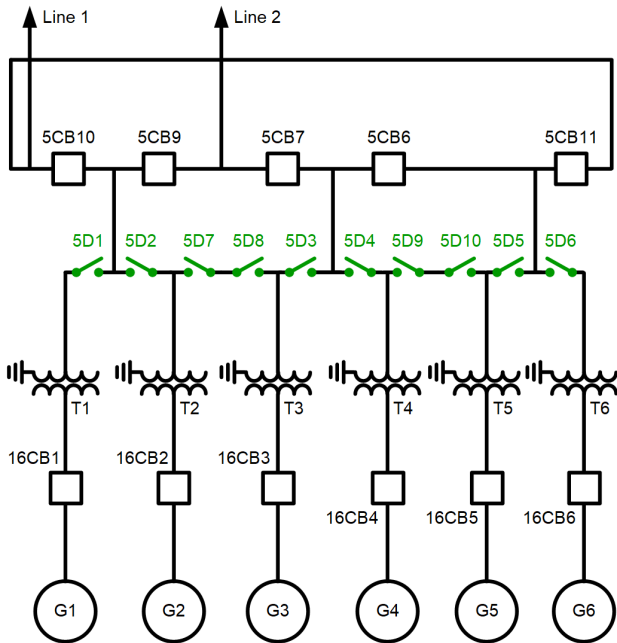 Line 1 Line 2
5CB10 5CB9 5CB7 5CB6 5CB11
5D1 5D2 5D7 5D8 5D3 5D4 5D9 5D10 5D5 5D6
T1 T2 T3 T4 T5 T6
16CB1 16CB2 16CB3
16CB4 16CB5 16CB6
G1 G2 G3 G4 G5 G6